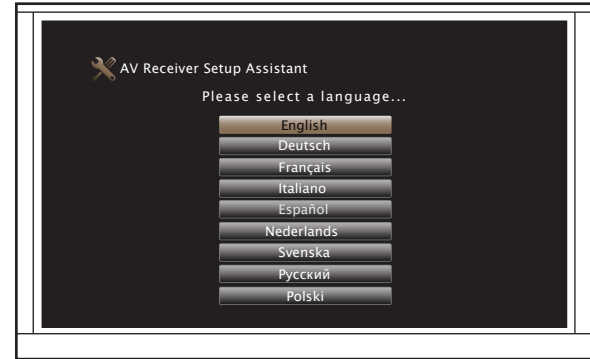 AV Receiver Setup Assistant
Please select a language...
English
Deutsch
Français
Italiano
Español
Nederlands
Svenska
Русский
Polski